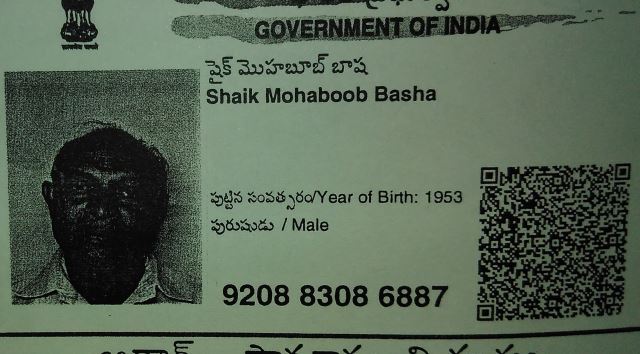 GOVERNMENT OF INDIA
షైక్ మొహబూబ్ బాష
Shaik Mohaboob Basha
పుట్టిన సంవత్సరం/Year of Birth: 1953
పురుషుడు / Male
9208 8308 6887